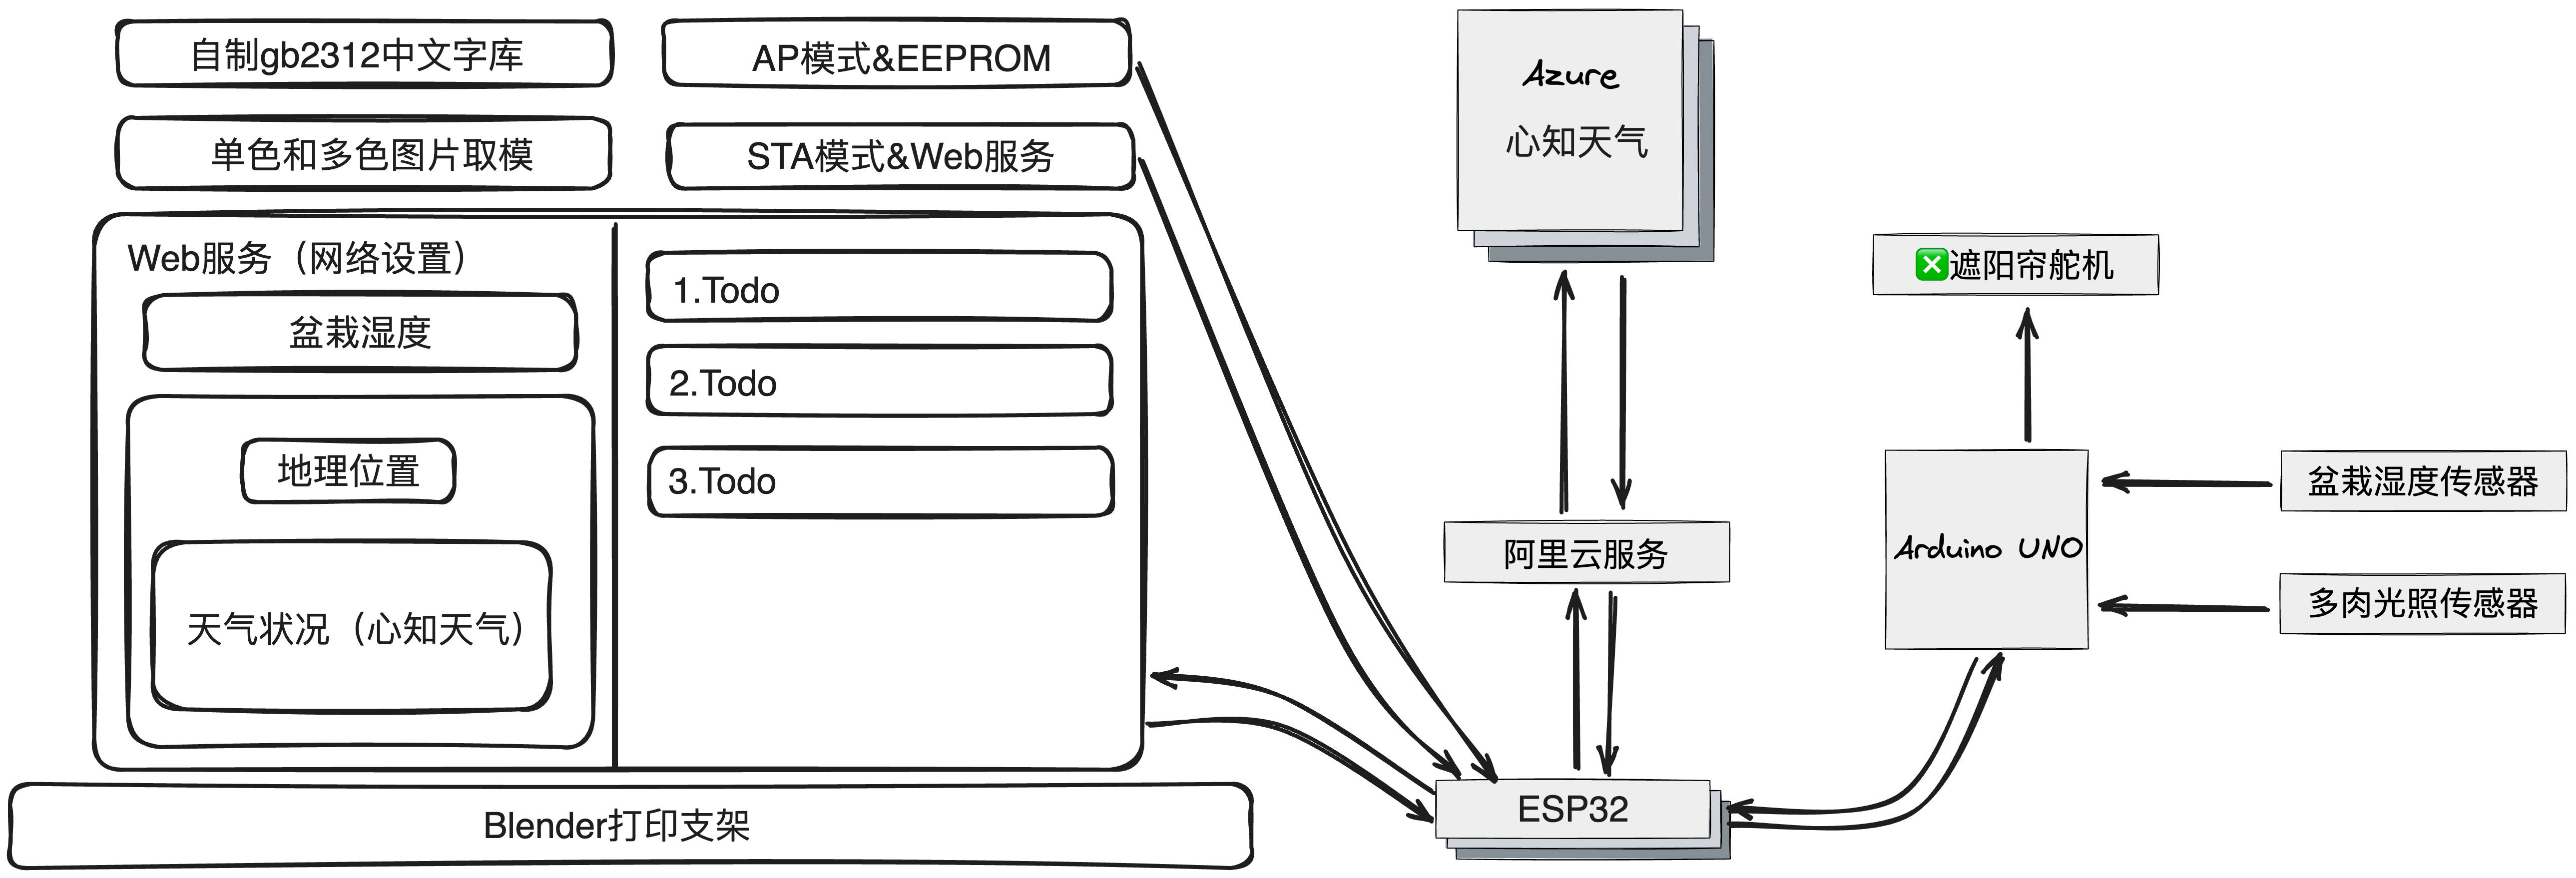 自制gb2312中文字库
AP模式&EEPROM
单色和多色图片取模
STA模式&Web服务
Web服务（网络设置）
盆栽湿度
地理位置
天气状况（心知天气）
1.Todo
2.Todo
3.Todo
Blender打印支架
Azure
心知天气
阿里云服务
ESP32
❎遮阳帘舵机
Arduino UNO
盆栽湿度传感器
多肉光照传感器